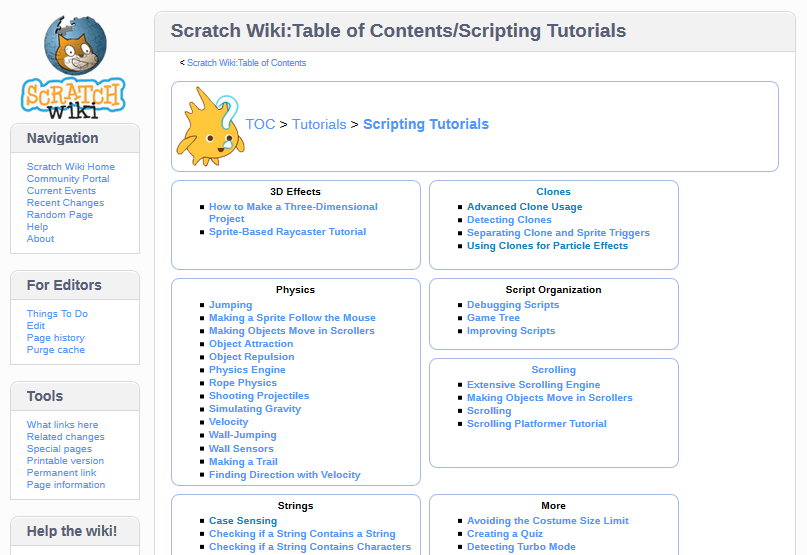 SCRATCH
wiki
Navigation
Scratch Wiki Home
Community Portal
Current Events
Recent Changes
Random Page
Help
About
For Editors
Things To Do
Edit
Page history
Purge cache
Tools
What links here
Related changes
Special pages
Printable version
Permanent link
Page information
Help the wiki!
Scratch Wiki:Table of Contents/Scripting Tutorials
< Scratch Wiki:Table of Contents
?
TOC > Tutorials > Scripting Tutorials
3D Effects
How to Make a Three-Dimensional
Project
Sprite-Based Raycaster Tutorial
Clones
Advanced Clone Usage
Detecting Clones
Separating Clone and Sprite Triggers
Using Clones for Particle Effects
Physics
Jumping
Making a Sprite Follow the Mouse
Making Objects Move in Scrollers
Object Attraction
Object Repulsion
Physics Engine
Rope Physics
Shooting Projectiles
Simulating Gravity
Velocity
Wall-Jumping
Wall Sensors
Making a Trail
Finding Direction with Velocity
Script Organization
Debugging Scripts
Game Tree
Improving Scripts
Scrolling
Extensive Scrolling Engine
Making Objects Move in Scrollers
Scrolling
Scrolling Platformer Tutorial
Strings
Case Sensing
Checking if a String Contains a String
Checking if a String Contains Characters
More
Avoiding the Costume Size Limit
Creating a Quiz
Detecting Turbo Mode